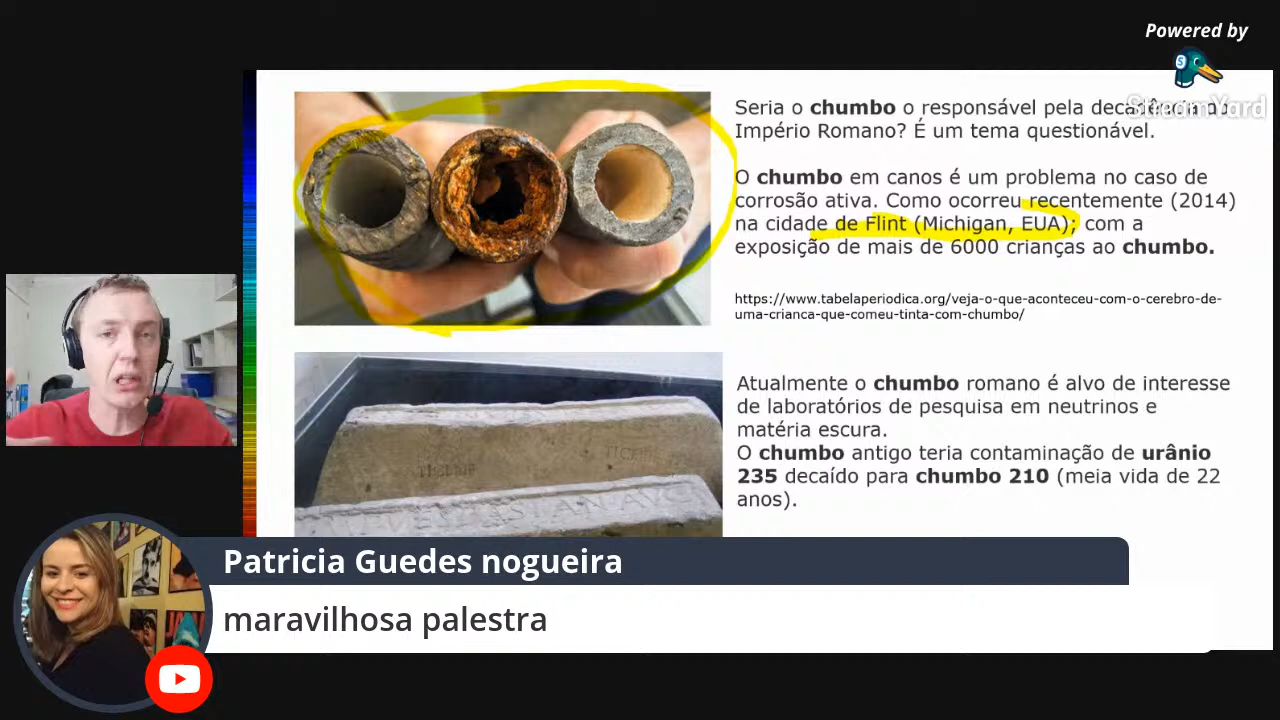 Powered by
StreamYard
Seria o chumbo o responsável pela decadência do
Império Romano? É um tema questionável.
O chumbo em canos é um problema no caso de
corrosão ativa. Como ocorreu recentemente (2014)
na cidade de Flint (Michigan, EUA); com a
exposição de mais de 6000 crianças ao chumbo.
https://www.tabelaperiodica.org/veja-o-que-aconteceu-com-o-cerebro-de-
uma-crianca-que-comeu-tinta-com-chumbo/
Atualmente o chumbo romano é alvo de interesse
de laboratórios de pesquisa em neutrinos e
matéria escura.
O chumbo antigo teria contaminação de urânio
235 decaído para chumbo 210 (meia vida de 22
anos).
Patricia Guedes nogueira
maravilhosa palestra